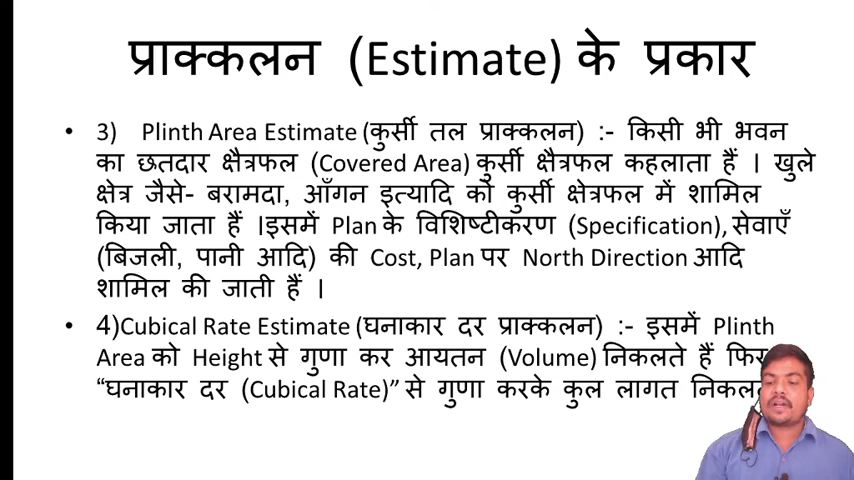 प्राक्कलन (Estimate) के प्रकार
• 3) Plinth Area Estimate (कुर्सी तल प्राक्कलन) :- किसी भी भवन
का छतदार क्षैत्रफल (Covered Area) कुर्सी क्षैत्रफल कहलाता हैं । खुले
क्षेत्र जैसे- बरामदा, आँगन इत्यादि को कुर्सी क्षेत्रफल में शामिल
किया जाता हैं ।इसमें Plan के विशिष्टीकरण (Specification), सेवाएँ
(बिजली, पानी आदि) की Cost, Plan पर North Direction आदि
शामिल की जाती हैं ।
• 4)Cubical Rate Estimate (घनाकार दर प्राक्कलन) :- इसमें Plinth
Area को Height से गुणा कर आयतन (Volume) निकलते हैं फिर
“घनाकार दर (Cubical Rate)” से गुणा करके कुल लागत